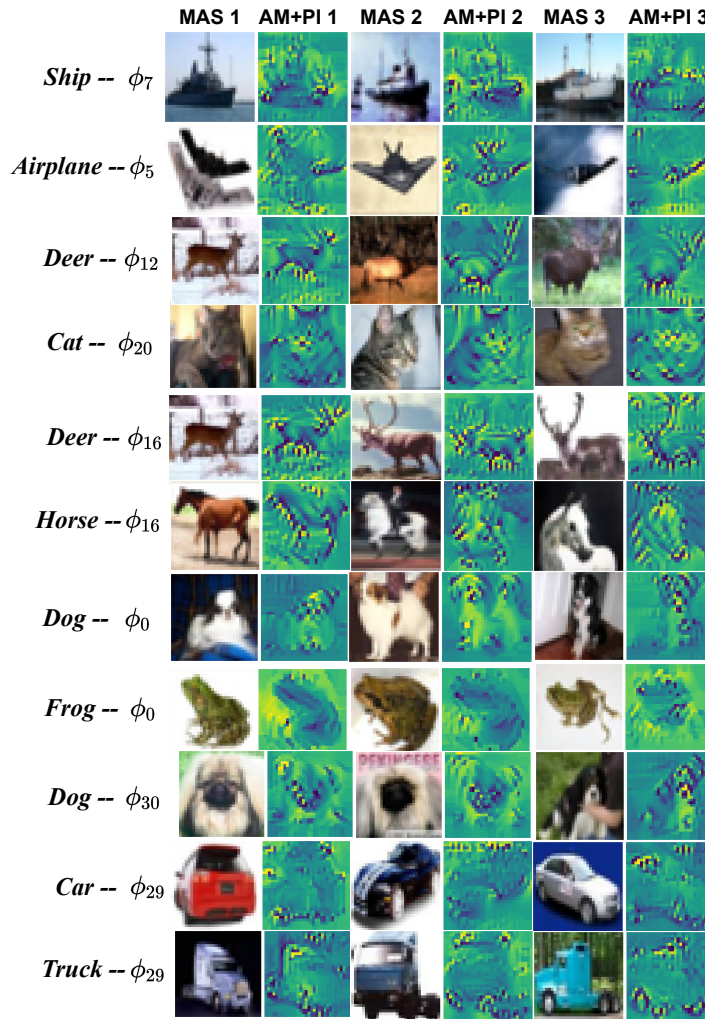 MAS 1 AM+PI 1 MAS 2 AM+PI 2 MAS 3 AM+PI 3
Ship -- ϕ7
Airplane -- ϕ5
Deer -- ϕ12
Cat -- ϕ20
Deer -- ϕ16
Horse -- ϕ16
Dog -- ϕ0
Frog -- ϕ0
Dog -- ϕ30
PEKINGESE
Car -- ϕ29
Truck -- ϕ29